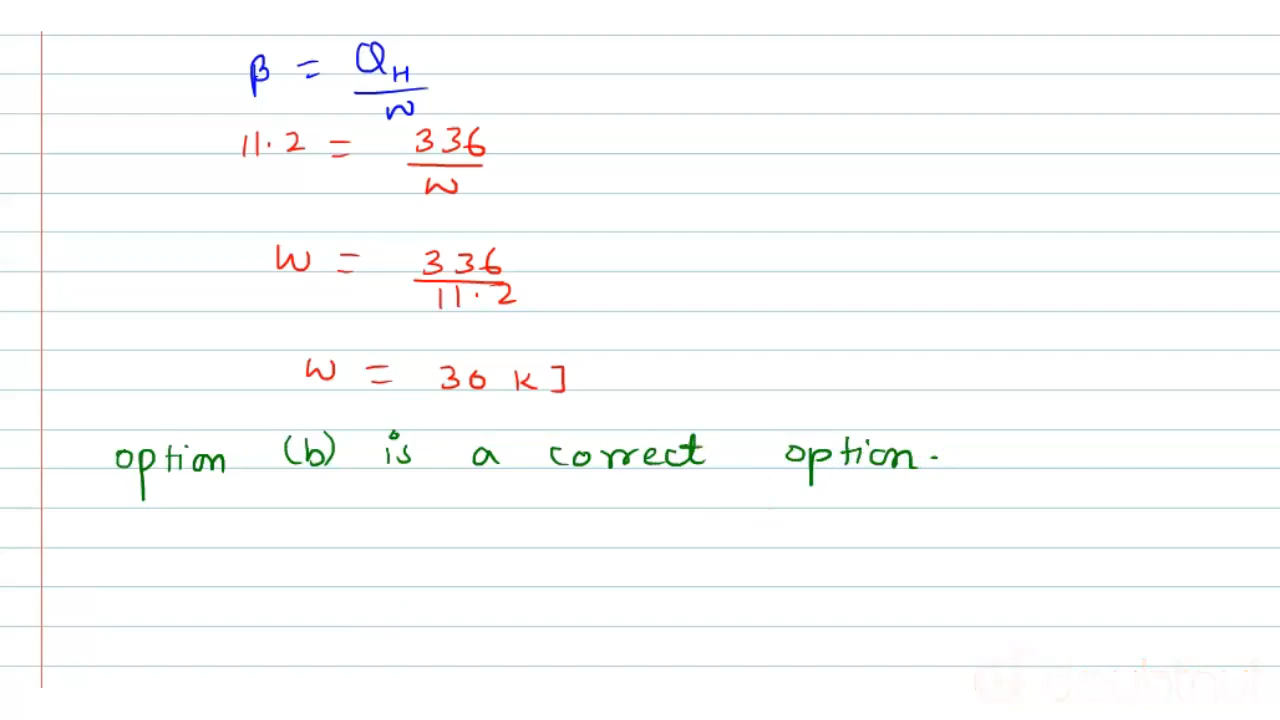 β = Q_H / W
11.2 = 336 / W
W = 336 / 11.2
W = 30 KJ
option (b) is a correct option.